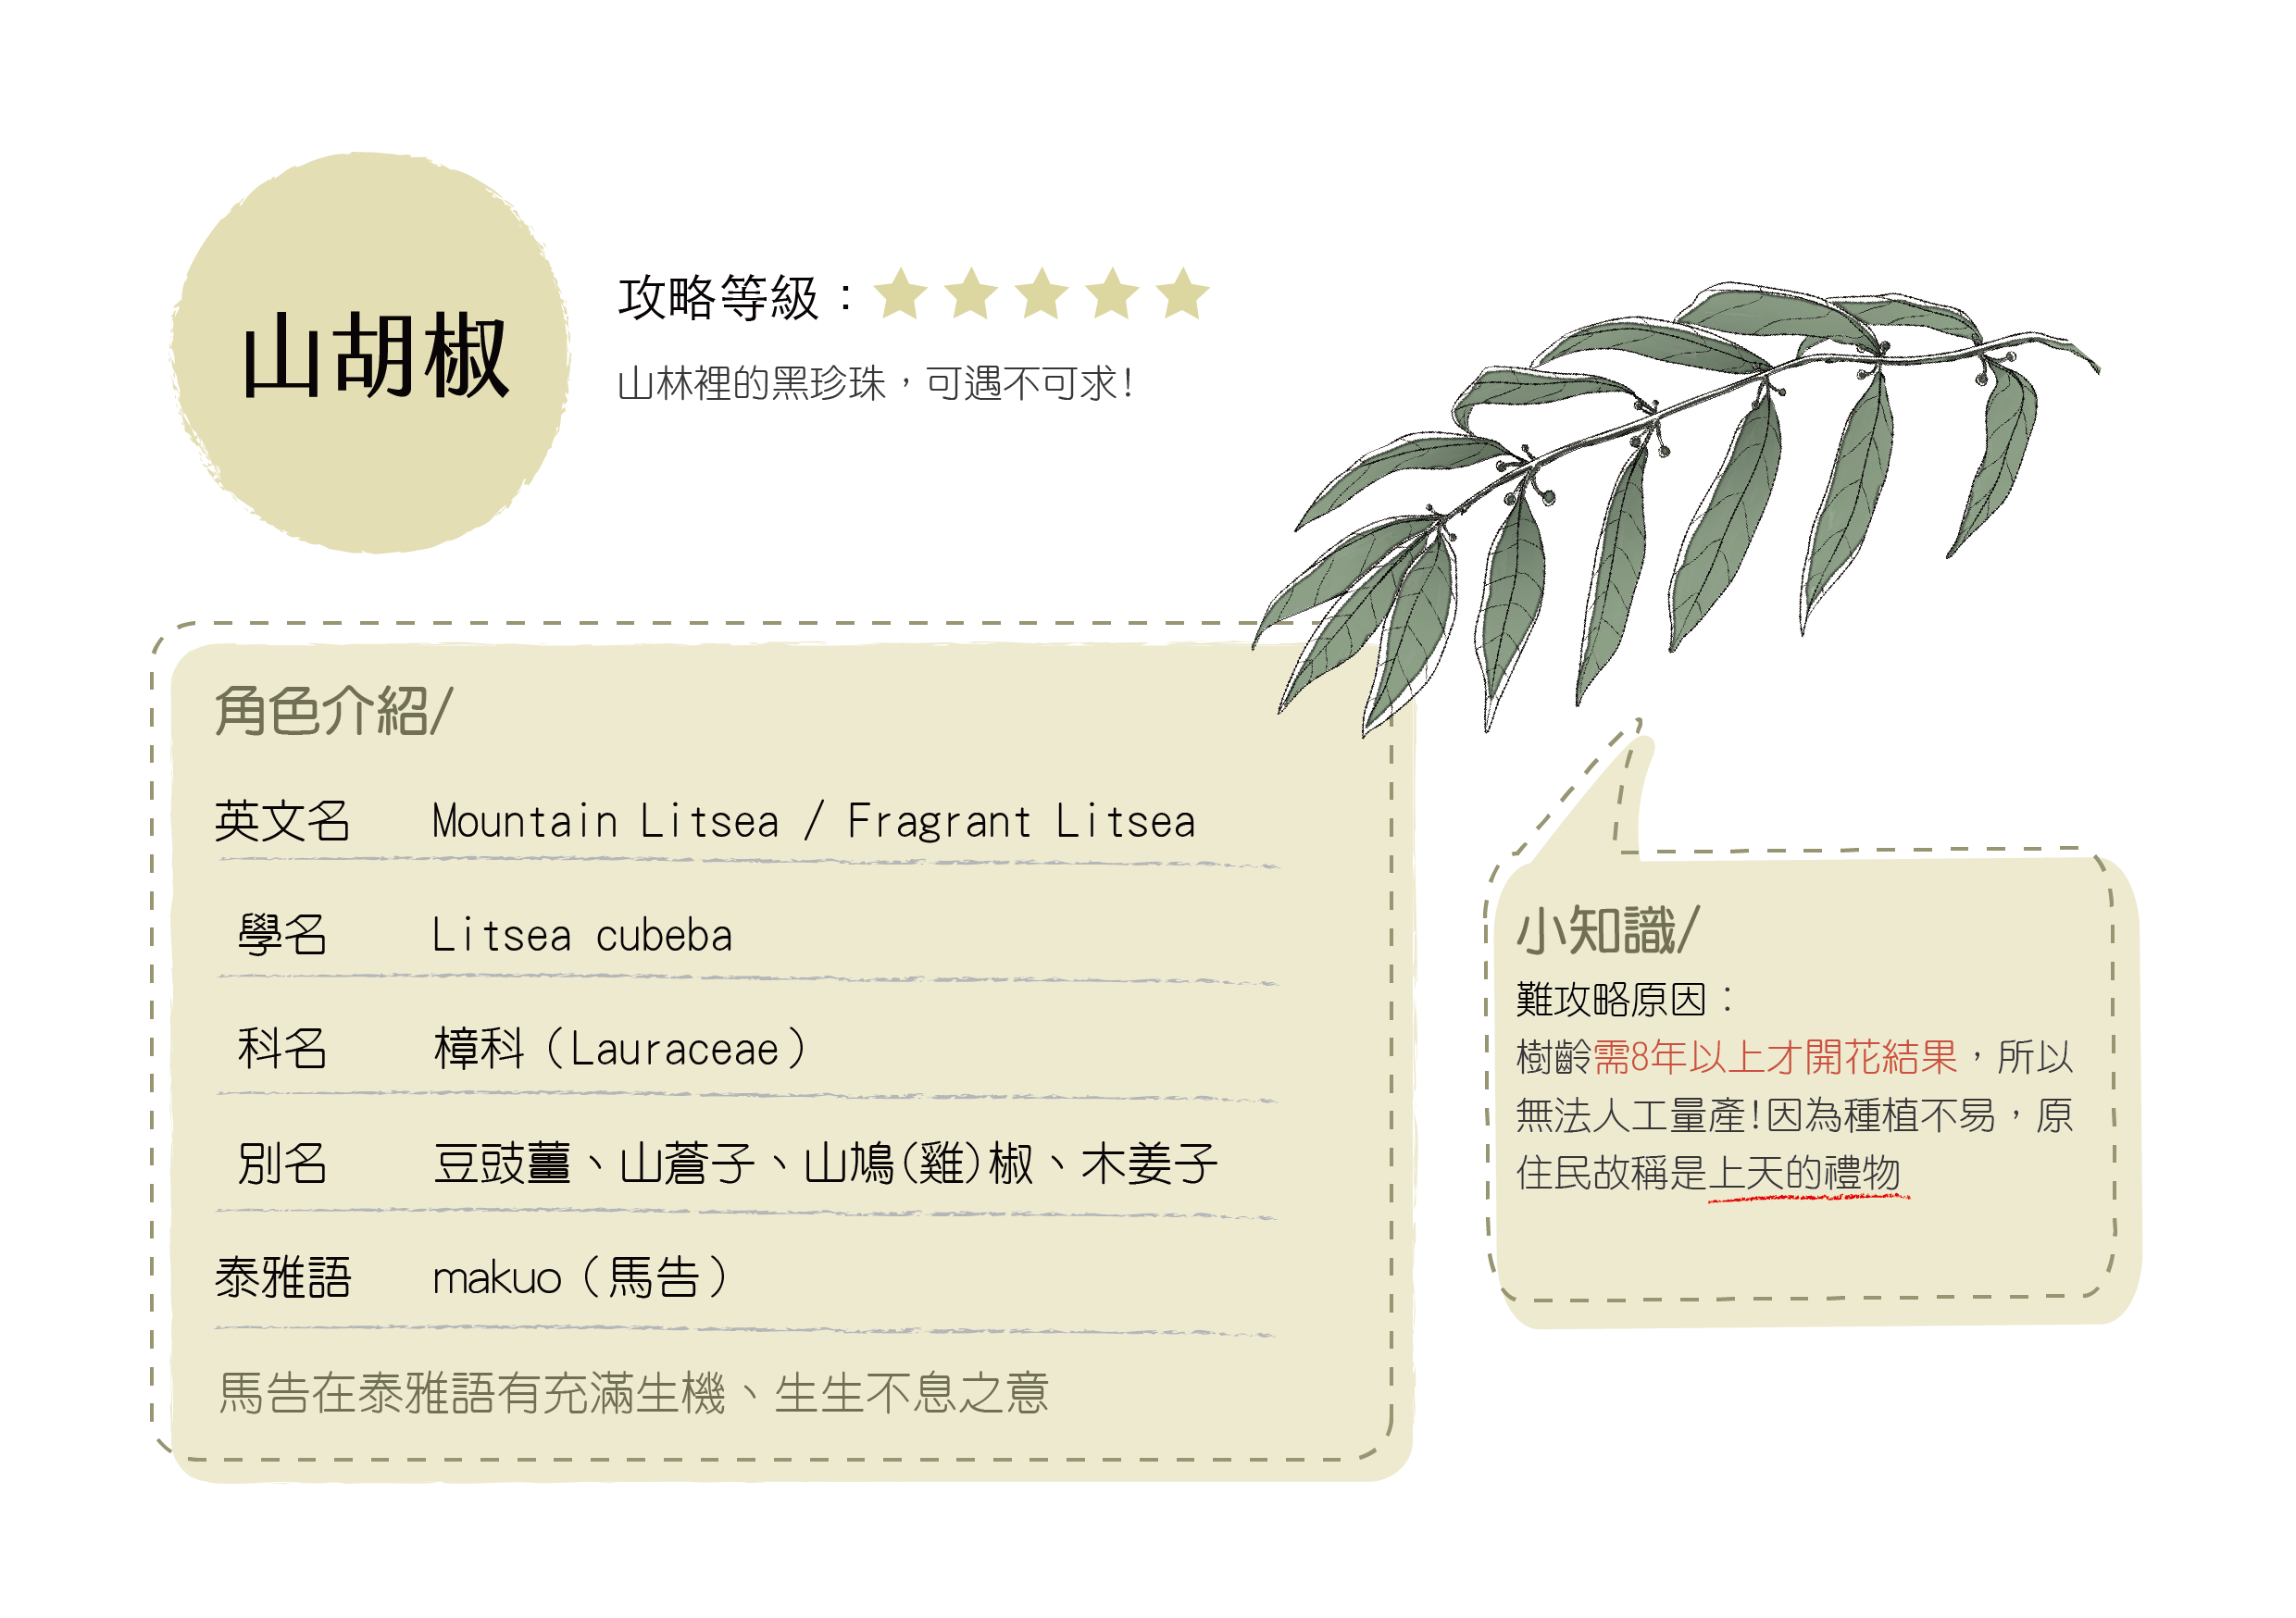 山胡椒
攻略等級：★★★★★
山林裡的黑珍珠，可遇不可求!
角色介紹/
英文名 Mountain Litsea / Fragrant Litsea
學名 Litsea cubeba
科名 樟科（Lauraceae）
別名 豆豉薑、山蒼子、山鳩(雞)椒、木姜子
泰雅語 makuo（馬告）
馬告在泰雅語有充滿生機、生生不息之意
小知識/
難攻略原因：
樹齡需8年以上才開花結果，所以
無法人工量產!因為種植不易，原
住民故稱是上天的禮物